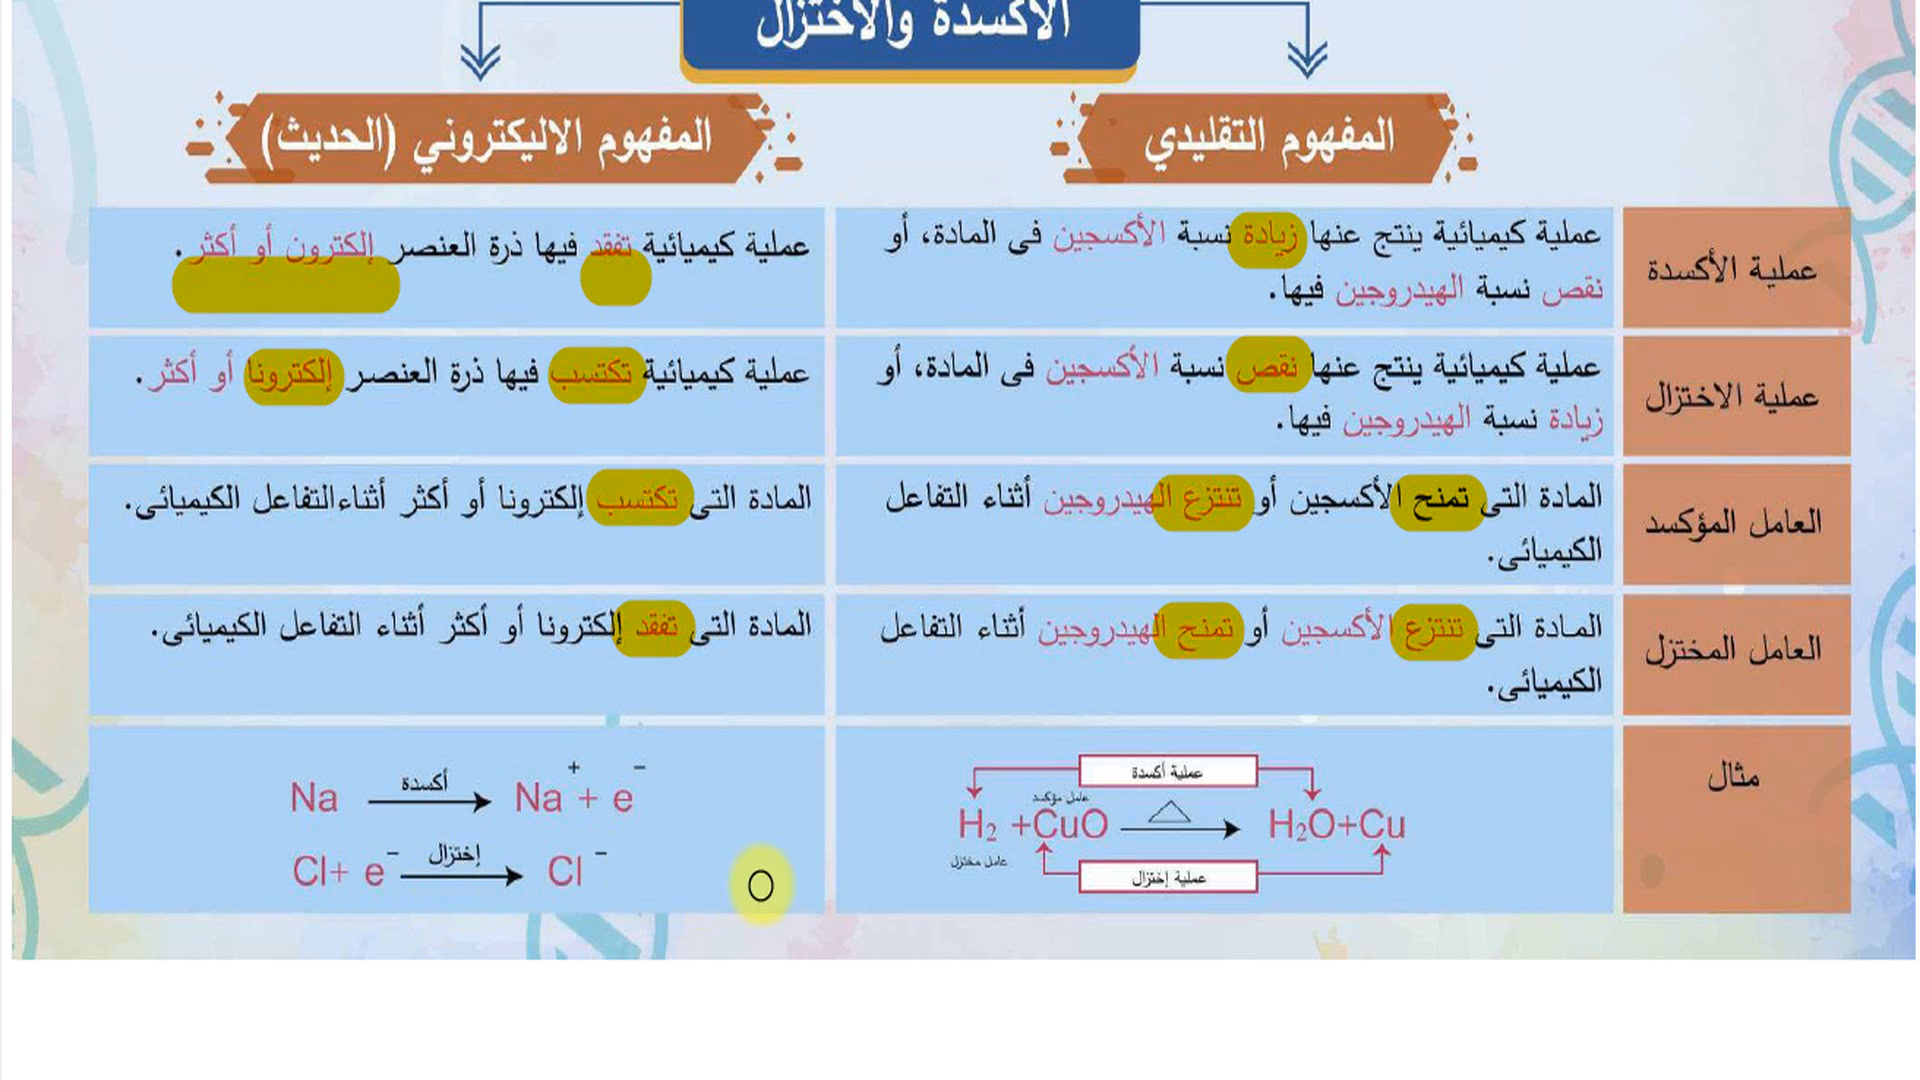 الأكسدة والاختزال
المفهوم التقليدي
المفهوم الاليكتروني (الحديث)
عملية الأكسدة
عملية كيميائية ينتج عنها زيادة نسبة الأكسجين فى المادة، أو
نقص نسبة الهيدروجين فيها.
عملية كيميائية تفقد فيها ذرة العنصر إلكترون أو أكثر.
عملية الاختزال
عملية كيميائية ينتج عنها نقص نسبة الأكسجين فى المادة، أو
زيادة نسبة الهيدروجين فيها.
عملية كيميائية تكتسب فيها ذرة العنصر إلكترونا أو أكثر.
العامل المؤكسد
المادة التى تمنح الأكسجين أو تنتزع الهيدروجين أثناء التفاعل
الكيميائى.
المادة التى تكتسب إلكترونا أو أكثر أثناءالتفاعل الكيميائى.
العامل المختزل
المادة التى تنتزع الأكسجين أو تمنح الهيدروجين أثناء التفاعل
الكيميائى.
المادة التى تفقد إلكترونا أو أكثر أثناء التفاعل الكيميائى.
مثال
عملية أكسدة
عامل مؤكسد
H₂ +CuO △ H₂O+Cu
عامل مختزل
عملية إختزال
Na أكسدة Na⁺ + e⁻
Cl+ e⁻ إختزال Cl⁻